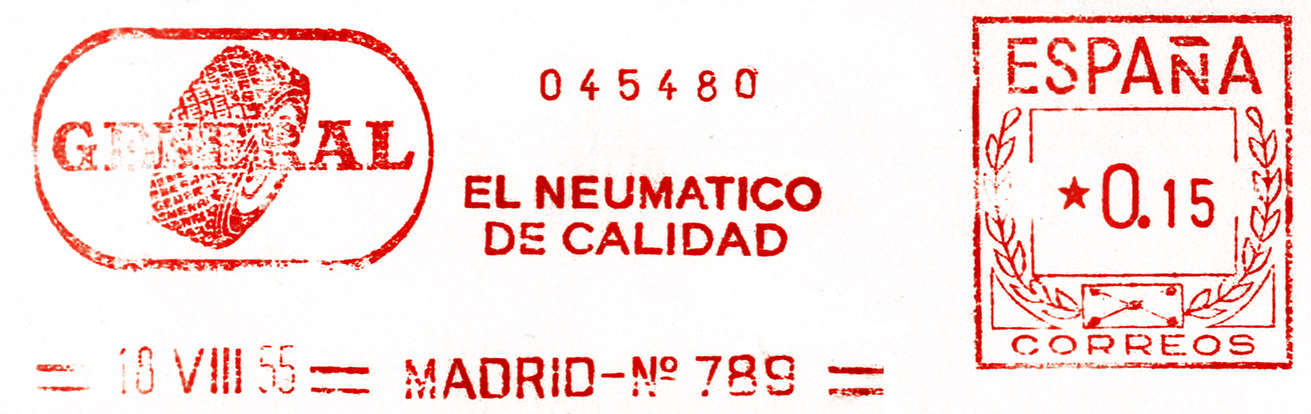 GENERAL
045480
EL NEUMATICO
DE CALIDAD
18 VIII 55
MADRID-Nº 789
ESPAÑA
★0.15
CORREOS